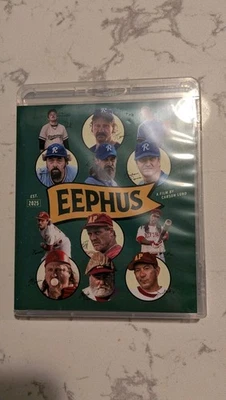 R
R
R
EEPHUS
EST.
2025
A FILM BY
CARSON LUND